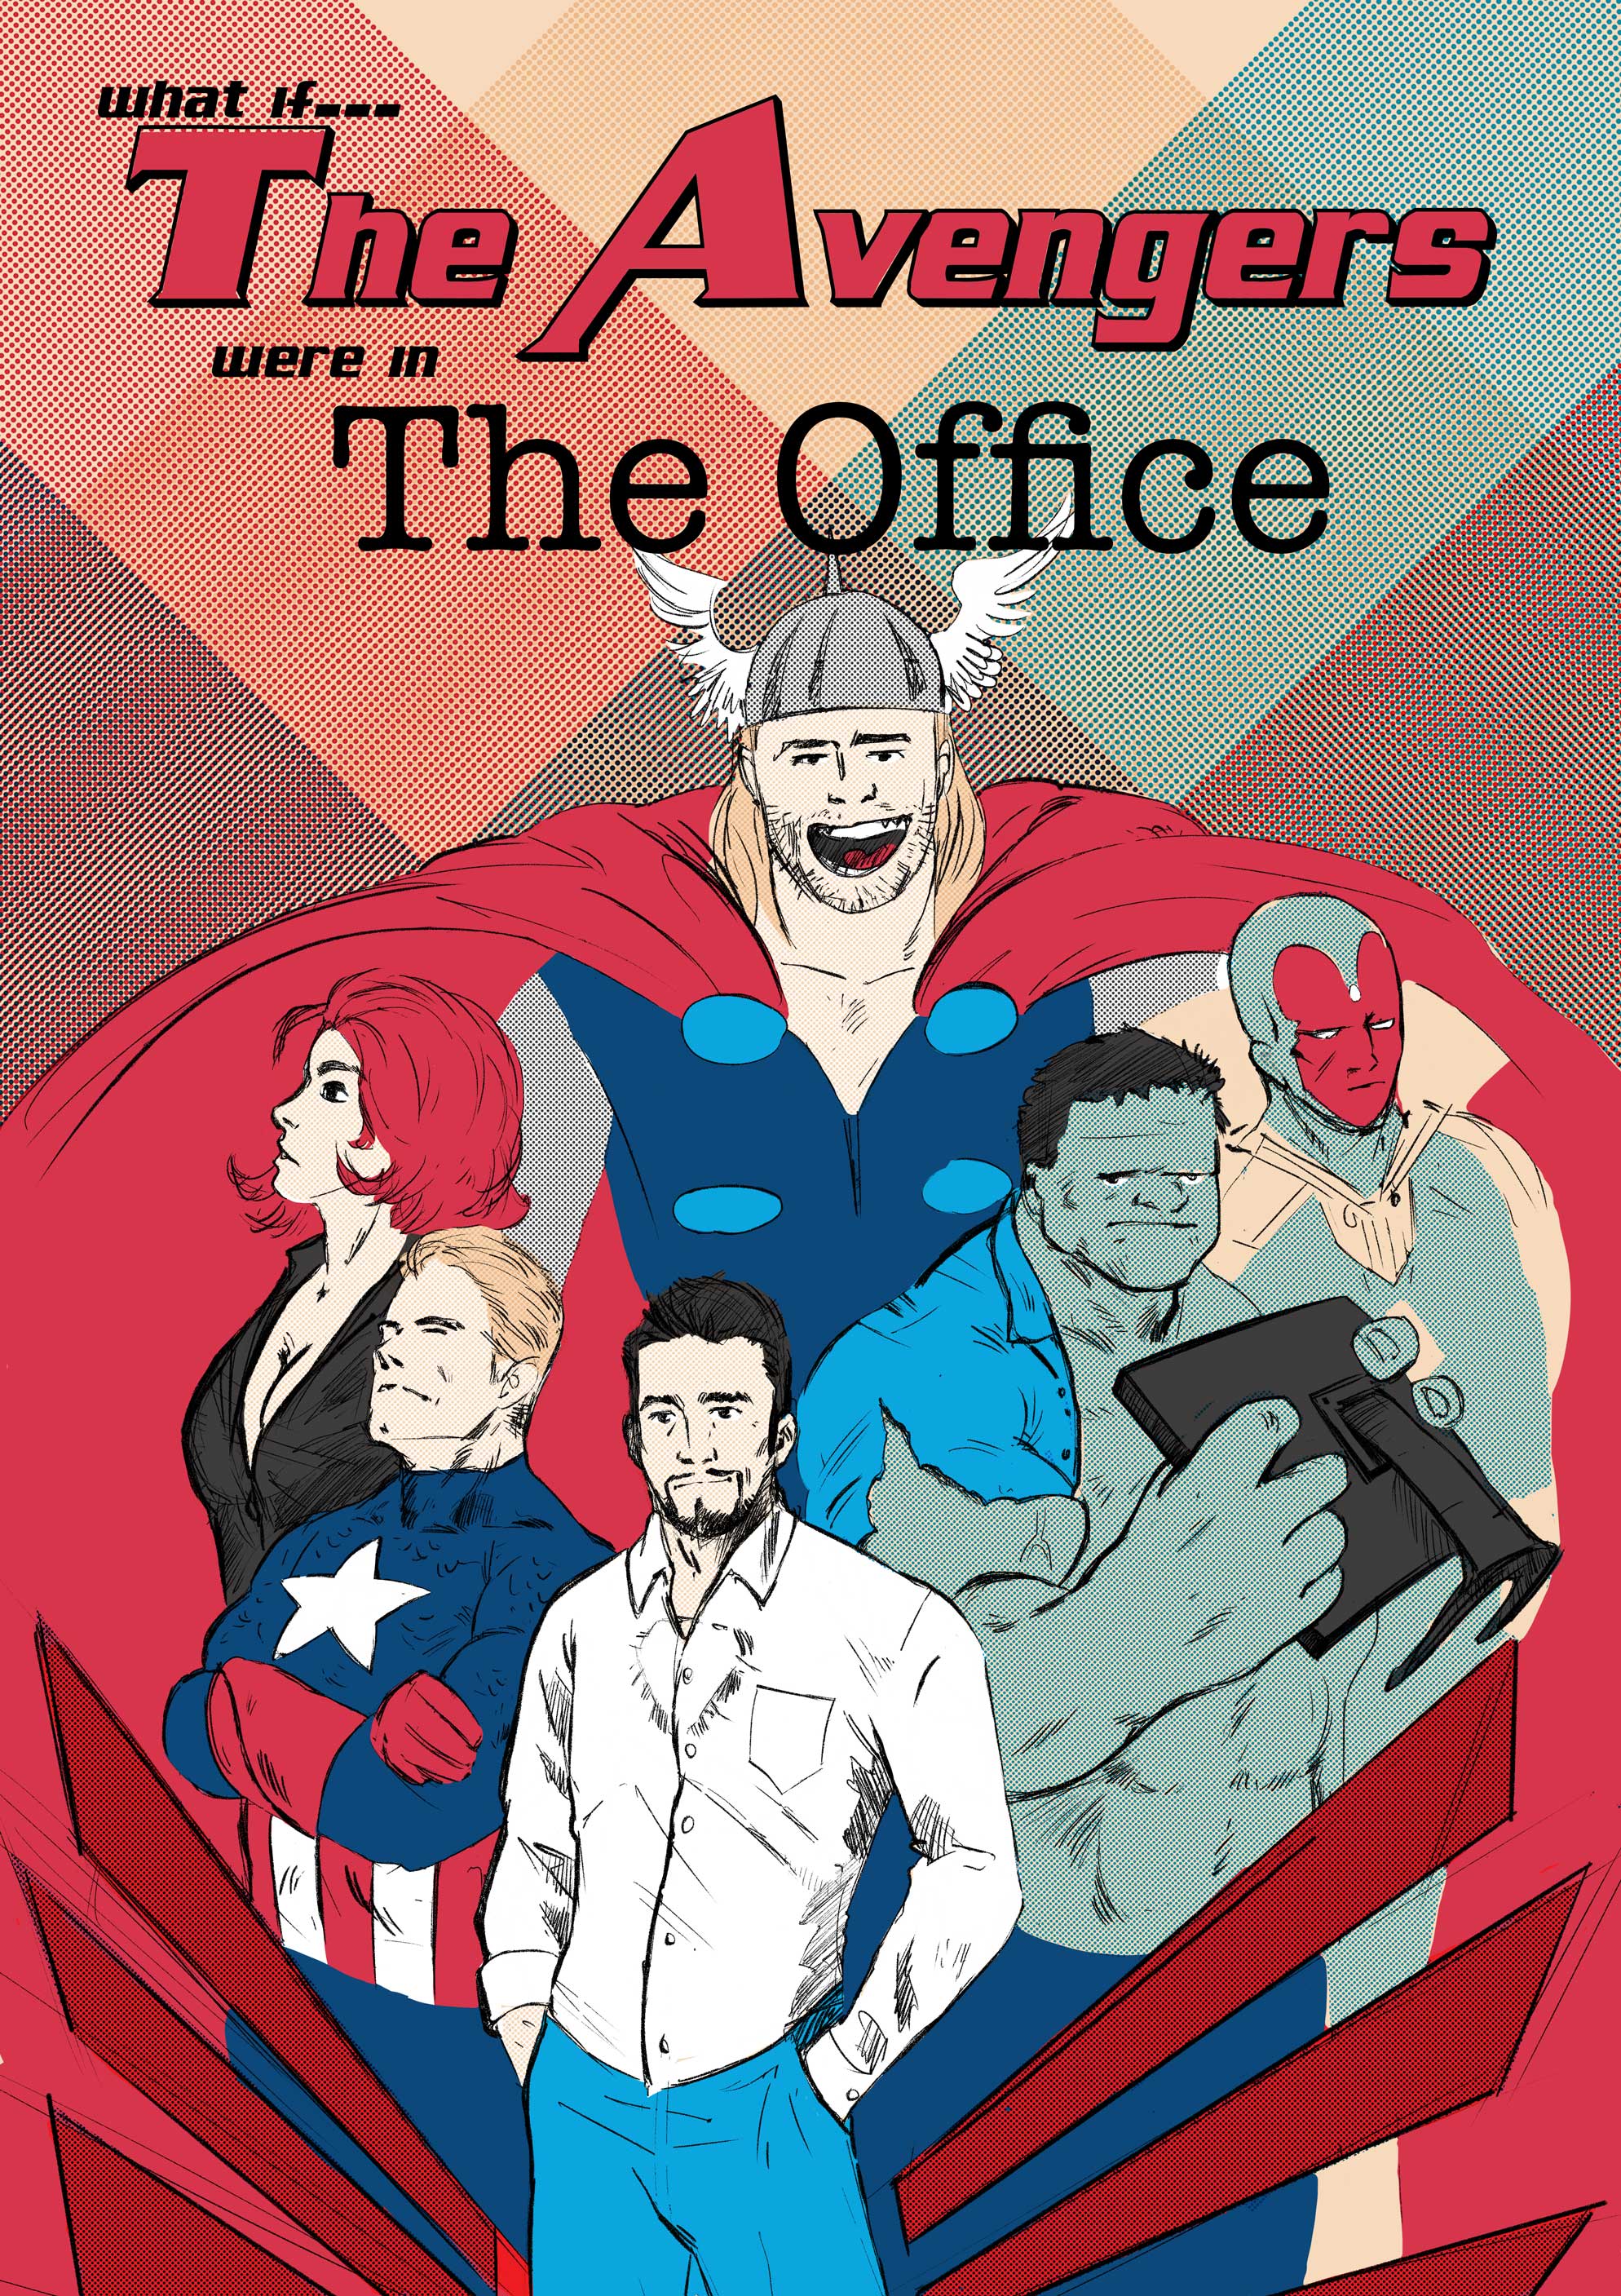 what if---
The Avengers
were in
The Office